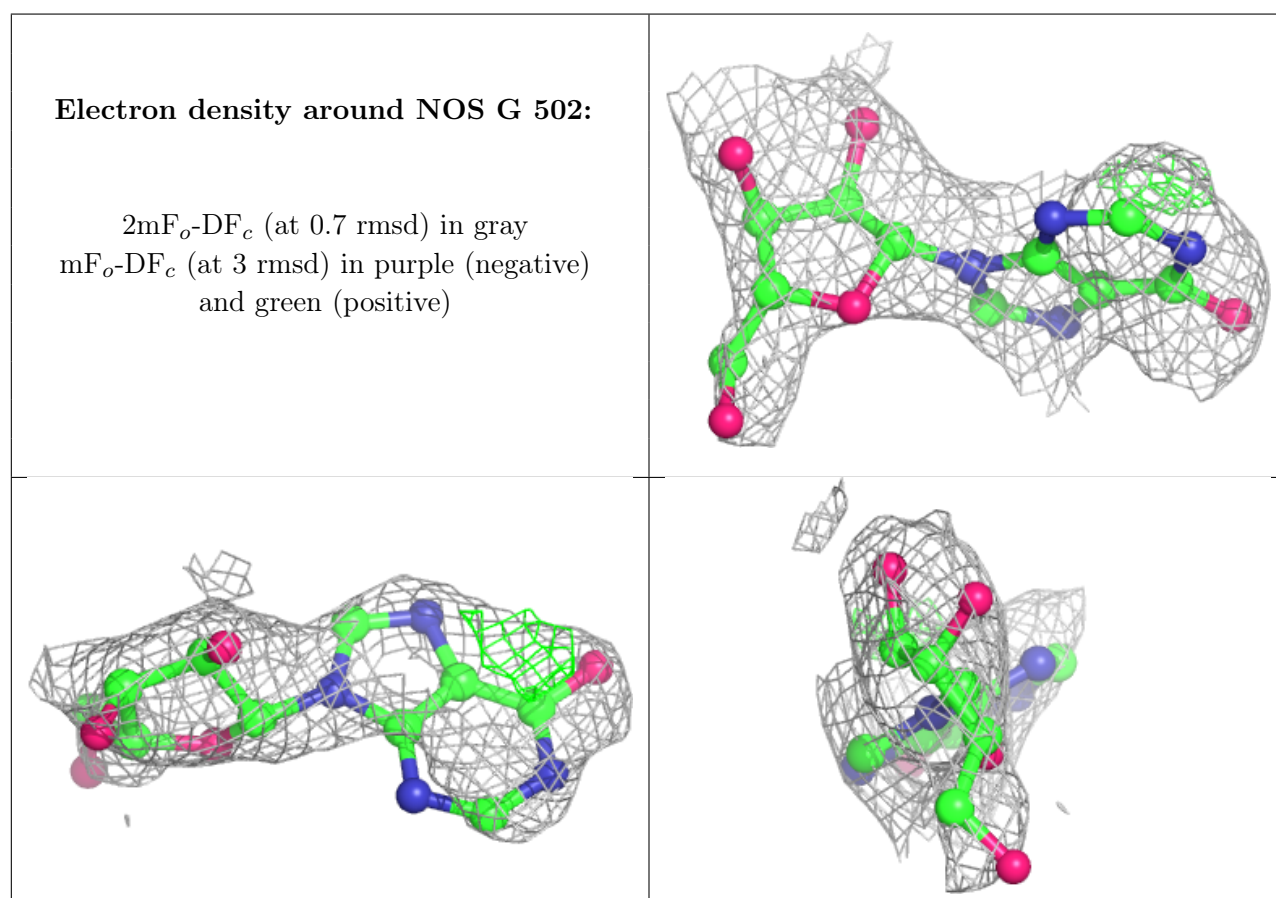 Electron density around NOS G 502:
2mFo-DFc (at 0.7 rmsd) in gray
mFo-DFc (at 3 rmsd) in purple (negative)
and green (positive)